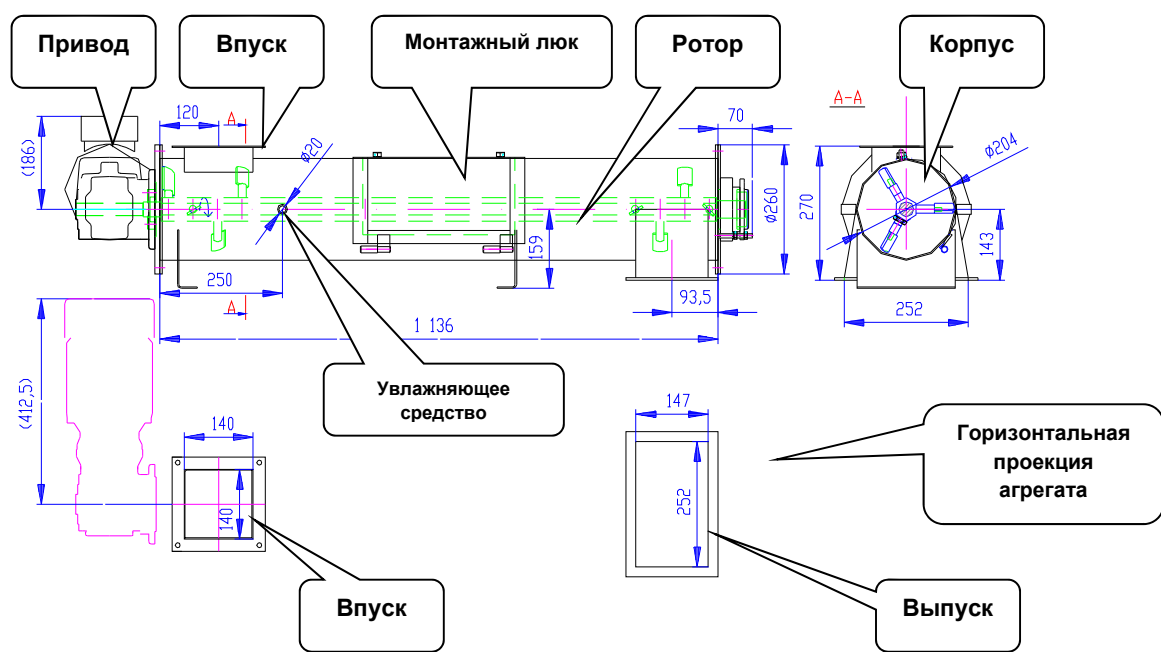 Привод
Впуск
Монтажный люк
Ротор
Корпус
A-A
120
A
70
(186)
ø20
ø204
ø260
270
159
143
250
93,5
A
252
1 136
(412,5)
Увлажняющее
средство
147
140
Горизонтальная
проекция
агрегата
252
140
Впуск
Выпуск